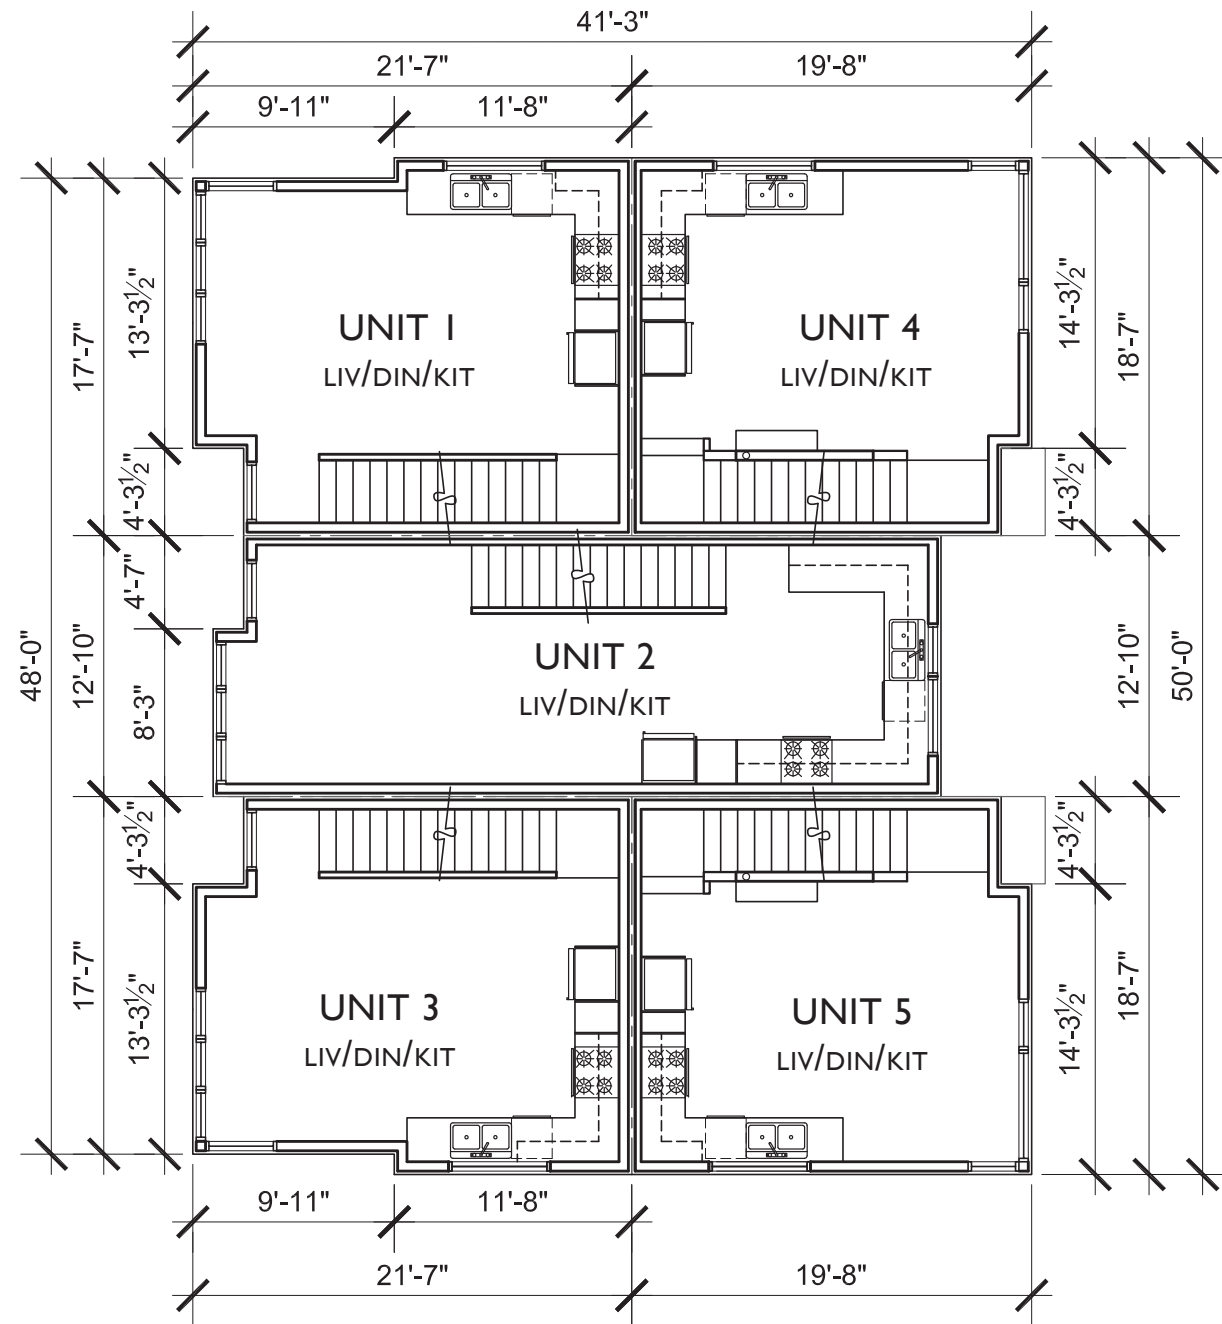 41'-3"
21'-7" 19'-8"
9'-11" 11'-8"
48'-0"
17'-7"
12'-10"
17'-7"
13'-3½"
4'-3½"
4'-7"
8'-3"
4'-3½"
13'-3½"
UNIT 1
LIV/DIN/KIT
UNIT 4
LIV/DIN/KIT
UNIT 2
LIV/DIN/KIT
UNIT 3
LIV/DIN/KIT
UNIT 5
LIV/DIN/KIT
14'-3½"
4'-3½"
4'-3½"
14'-3½"
18'-7"
12'-10"
18'-7"
50'-0"
9'-11" 11'-8"
21'-7" 19'-8"